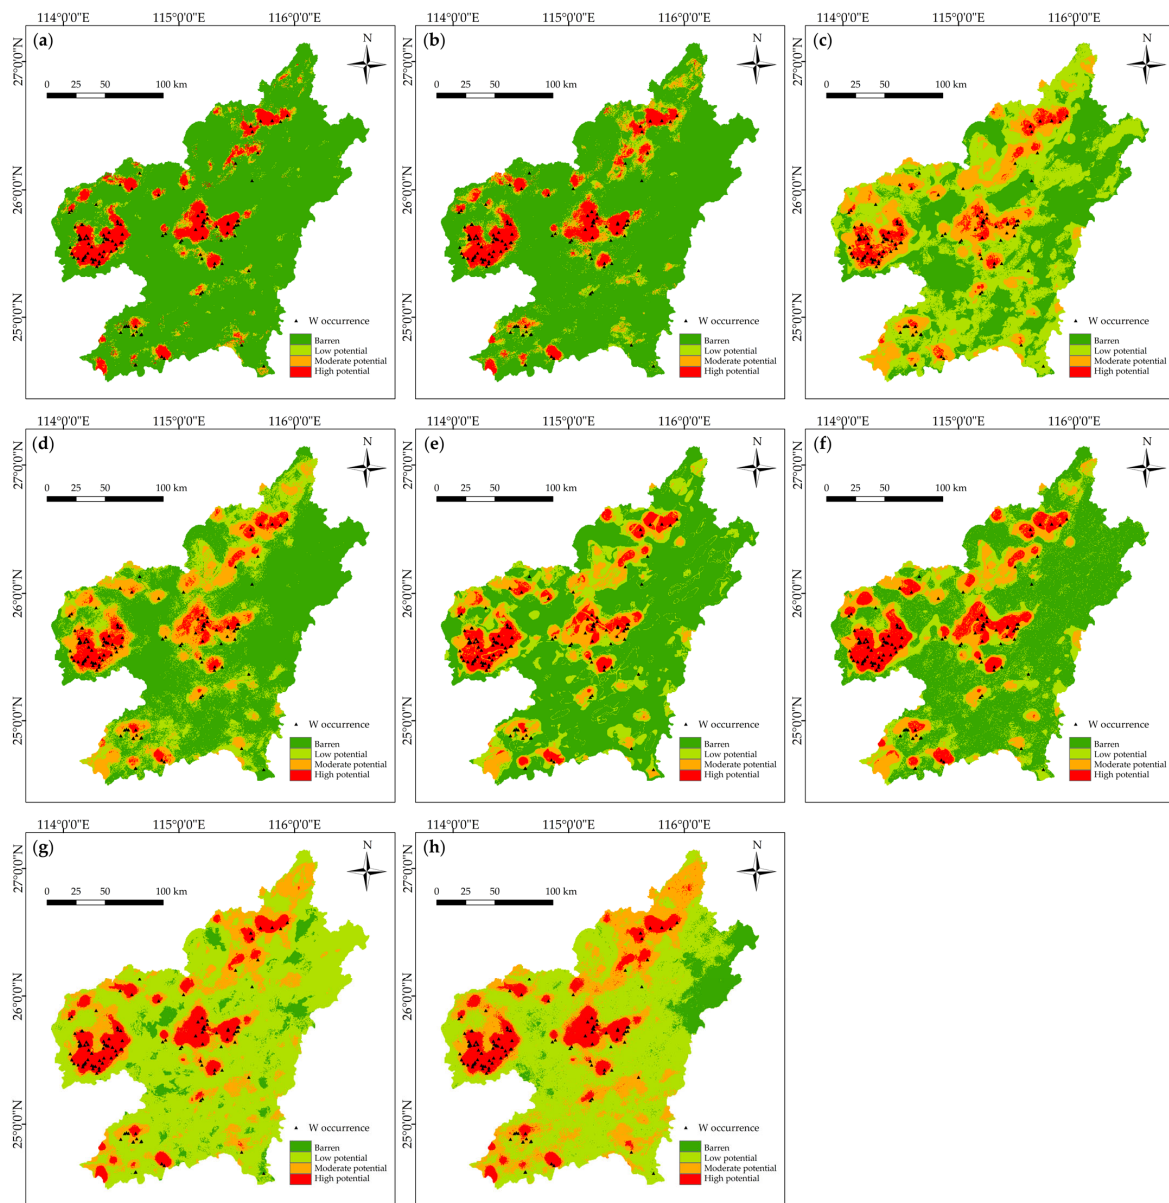 114°0'0"E 115°0'0"E 116°0'0"E
(a)
N
0 25 50 100 km
27°0'0"N
26°0'0"N
25°0'0"N
W occurrence
Barren
Low potential
Moderate potential
High potential
114°0'0"E 115°0'0"E 116°0'0"E
(b)
N
0 25 50 100 km
27°0'0"N
26°0'0"N
25°0'0"N
W occurrence
Barren
Low potential
Moderate potential
High potential
114°0'0"E 115°0'0"E 116°0'0"E
(c)
N
0 25 50 100 km
27°0'0"N
26°0'0"N
25°0'0"N
W occurrence
Barren
Low potential
Moderate potential
High potential
114°0'0"E 115°0'0"E 116°0'0"E
(d)
N
0 25 50 100 km
27°0'0"N
26°0'0"N
25°0'0"N
W occurrence
Barren
Low potential
Moderate potential
High potential
114°0'0"E 115°0'0"E 116°0'0"E
(e)
N
0 25 50 100 km
27°0'0"N
26°0'0"N
25°0'0"N
W occurrence
Barren
Low potential
Moderate potential
High potential
114°0'0"E 115°0'0"E 116°0'0"E
(f)
N
0 25 50 100 km
27°0'0"N
26°0'0"N
25°0'0"N
W occurrence
Barren
Low potential
Moderate potential
High potential
114°0'0"E 115°0'0"E 116°0'0"E
(g)
N
0 25 50 100 km
27°0'0"N
26°0'0"N
25°0'0"N
W occurrence
Barren
Low potential
Moderate potential
High potential
114°0'0"E 115°0'0"E 116°0'0"E
(h)
N
0 25 50 100 km
27°0'0"N
26°0'0"N
25°0'0"N
W occurrence
Barren
Low potential
Moderate potential
High potential